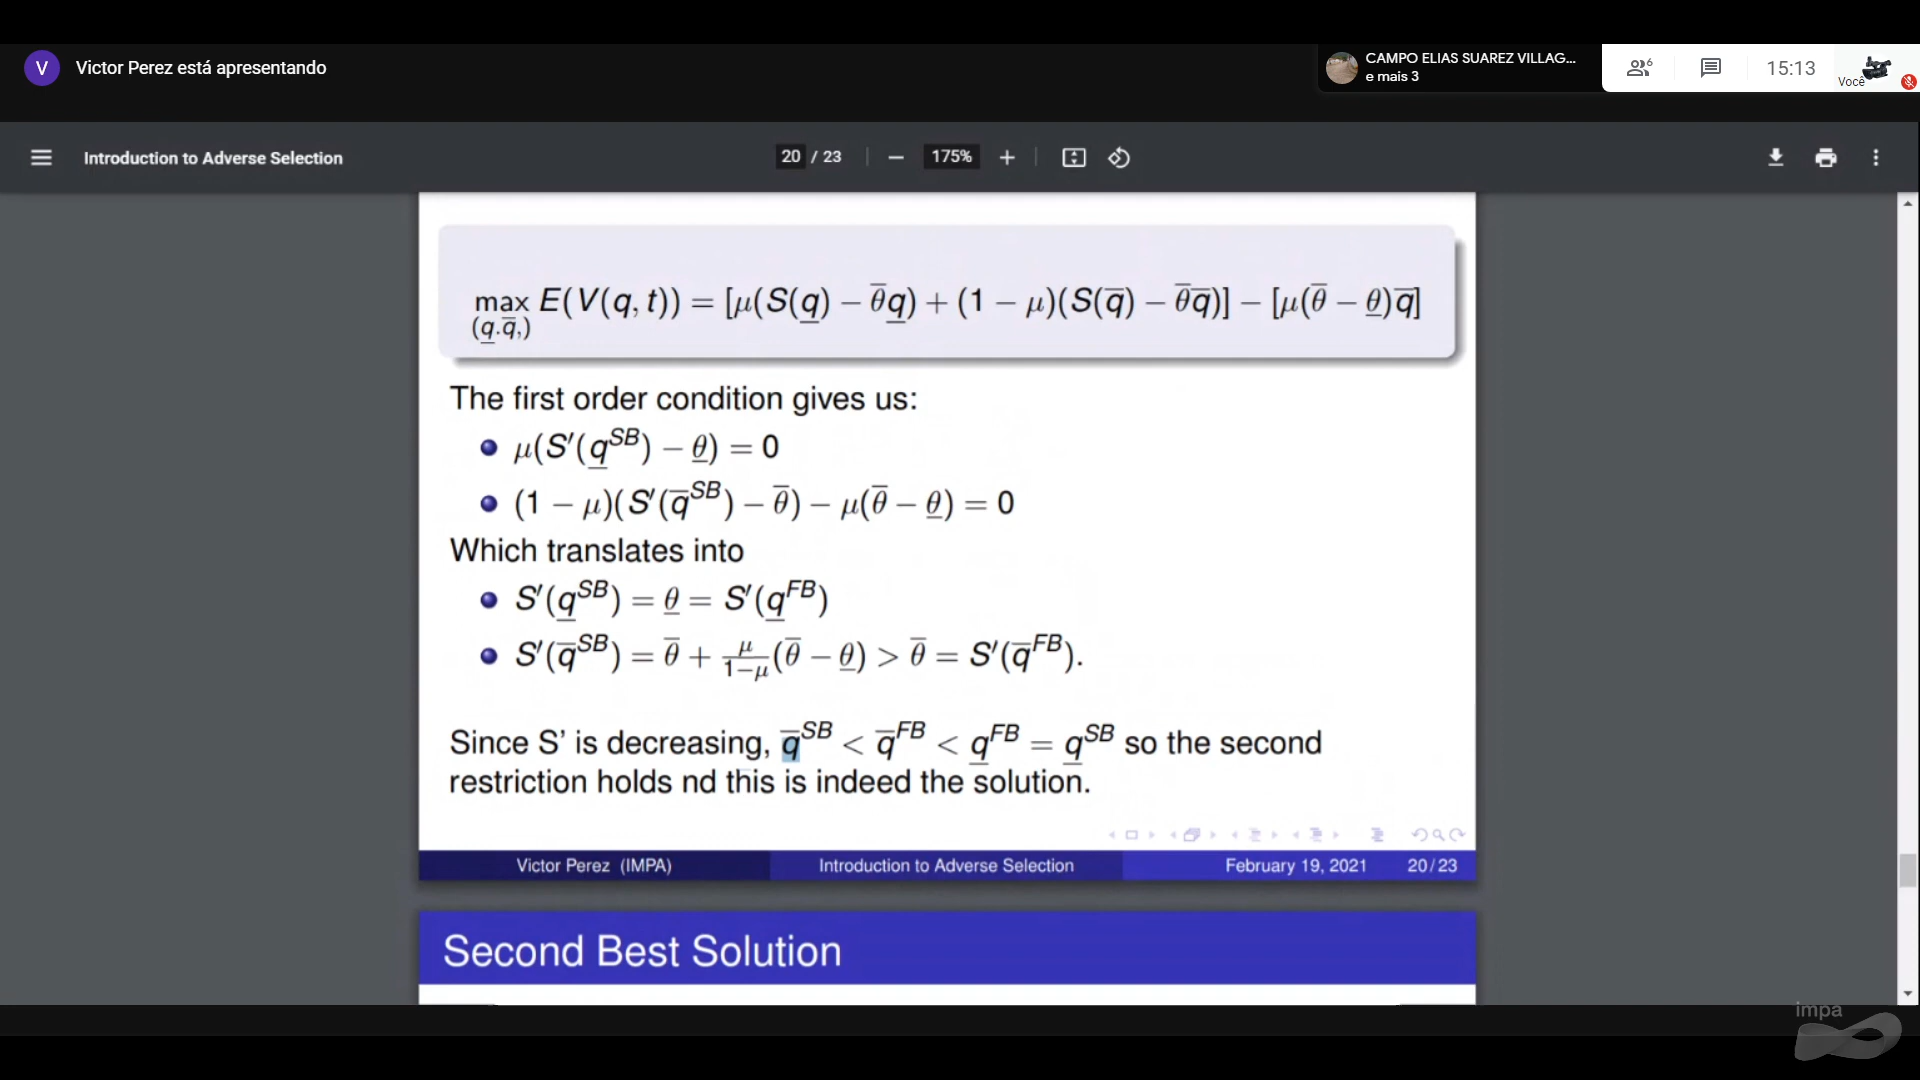 V Victor Perez está apresentando
CAMPO ELIAS SUAREZ VILLAG...
e mais 3
6
15:13
Você
Introduction to Adverse Selection
20 / 23
175%
max E(V(q, t)) = [μ(S(q̲) − θ̅q̲) + (1 − μ)(S(q̅) − θ̅q̅)] − [μ(θ̅ − θ̲)q̅]
(q̲.q̅,)
The first order condition gives us:
μ(S′(q̲^SB) − θ̲) = 0
(1 − μ)(S′(q̅^SB) − θ̅) − μ(θ̅ − θ̲) = 0
Which translates into
S′(q̲^SB) = θ̲ = S′(q̲^FB)
S′(q̅^SB) = θ̅ + μ/(1−μ)(θ̅ − θ̲) > θ̅ = S′(q̅^FB).
Since S’ is decreasing, q̅^SB < q̅^FB < q̲^FB = q̲^SB so the second
restriction holds nd this is indeed the solution.
Victor Perez (IMPA) Introduction to Adverse Selection February 19, 2021 20/23
Second Best Solution
impa